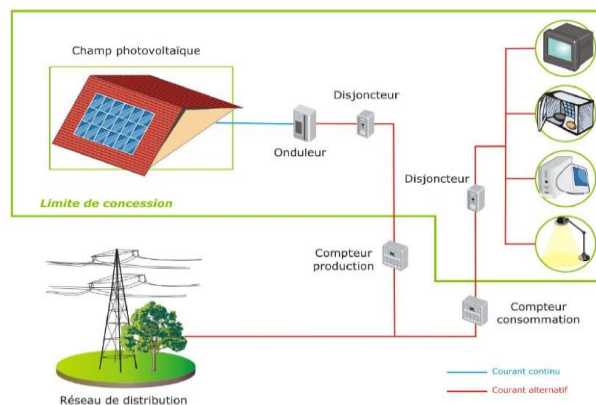 Champ photovoltaïque
Disjoncteur
Onduleur
Disjoncteur
Limite de concession
Compteur
production
Compteur
consommation
Réseau de distribution
Courant continu
Courant alternatif